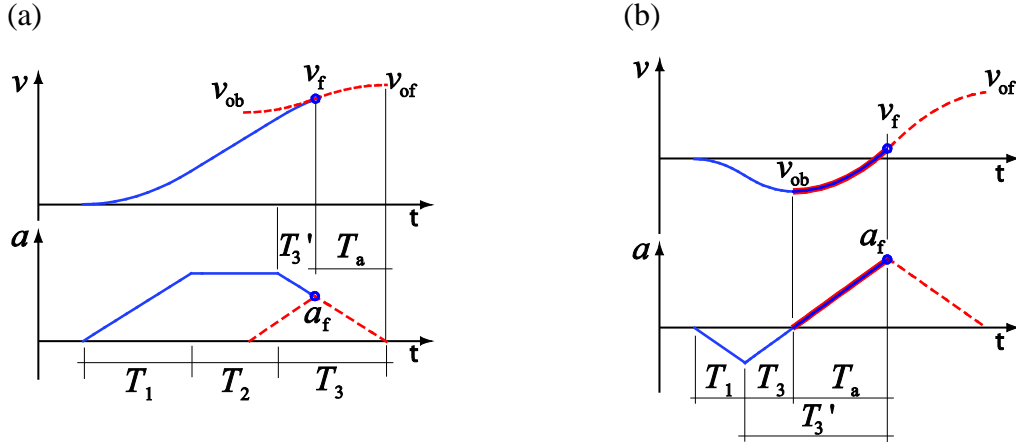 (a)
(b)
v
v_ob
v_f
v_of
t
T_3' T_a
a
a_f
t
T_1 T_2 T_3
v
v_ob
v_f
v_of
t
a
a_f
t
T_1 T_3 T_a
T_3'